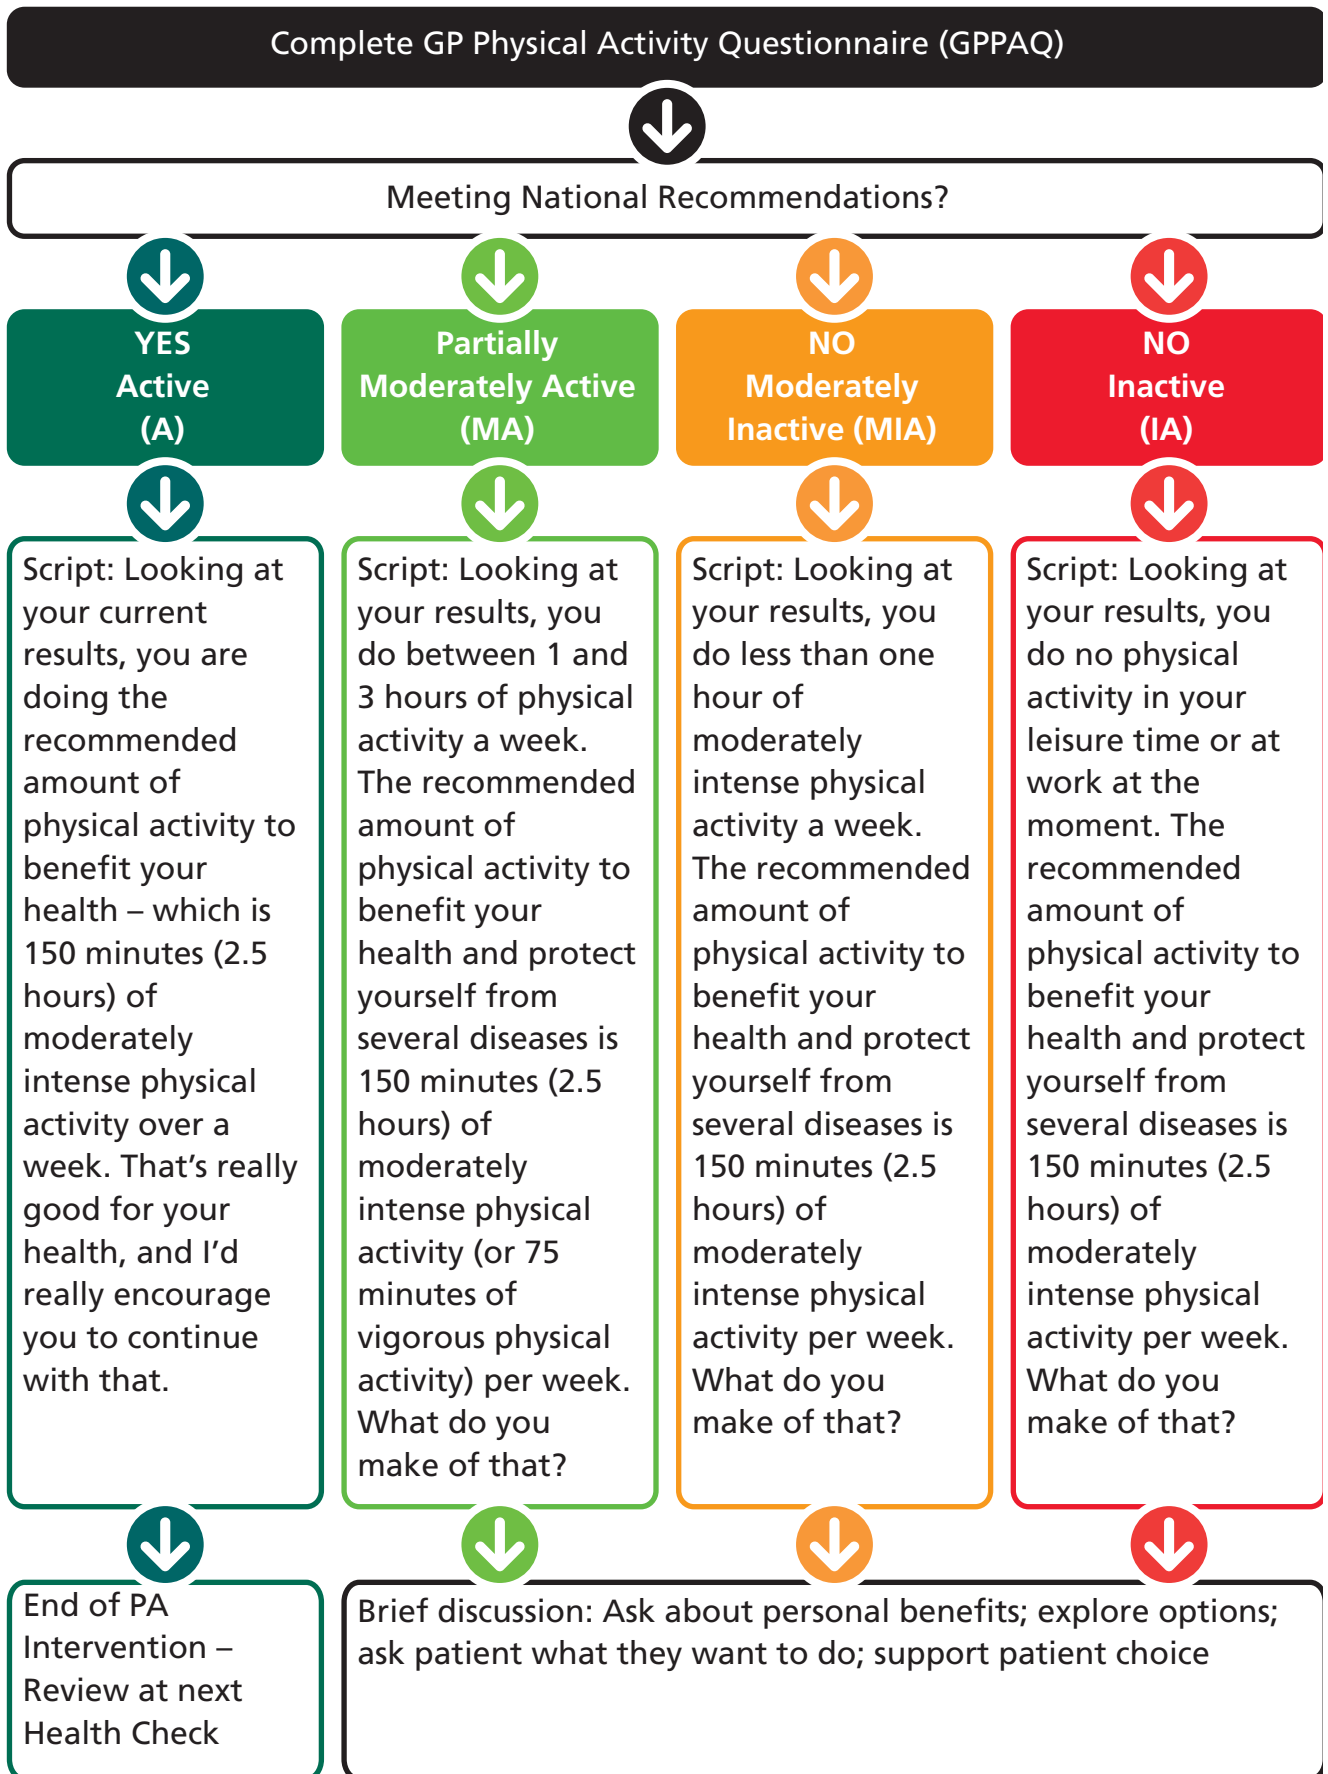 Complete GP Physical Activity Questionnaire (GPPAQ)
Meeting National Recommendations?
YES
Active
(A)
Partially
Moderately Active
(MA)
NO
Moderately
Inactive (MIA)
NO
Inactive
(IA)
Script: Looking at
your current
results, you are
doing the
recommended
amount of
physical activity to
benefit your
health – which is
150 minutes (2.5
hours) of
moderately
intense physical
activity over a
week. That’s really
good for your
health, and I’d
really encourage
you to continue
with that.
Script: Looking at
your results, you
do between 1 and
3 hours of physical
activity a week.
The recommended
amount of
physical activity to
benefit your
health and protect
yourself from
several diseases is
150 minutes (2.5
hours) of
moderately
intense physical
activity (or 75
minutes of
vigorous physical
activity) per week.
What do you
make of that?
Script: Looking at
your results, you
do less than one
hour of
moderately
intense physical
activity a week.
The recommended
amount of
physical activity to
benefit your
health and protect
yourself from
several diseases is
150 minutes (2.5
hours) of
moderately
intense physical
activity per week.
What do you
make of that?
Script: Looking at
your results, you
do no physical
activity in your
leisure time or at
work at the
moment. The
recommended
amount of
physical activity to
benefit your
health and protect
yourself from
several diseases is
150 minutes (2.5
hours) of
moderately
intense physical
activity per week.
What do you
make of that?
End of PA
Intervention –
Review at next
Health Check
Brief discussion: Ask about personal benefits; explore options;
ask patient what they want to do; support patient choice